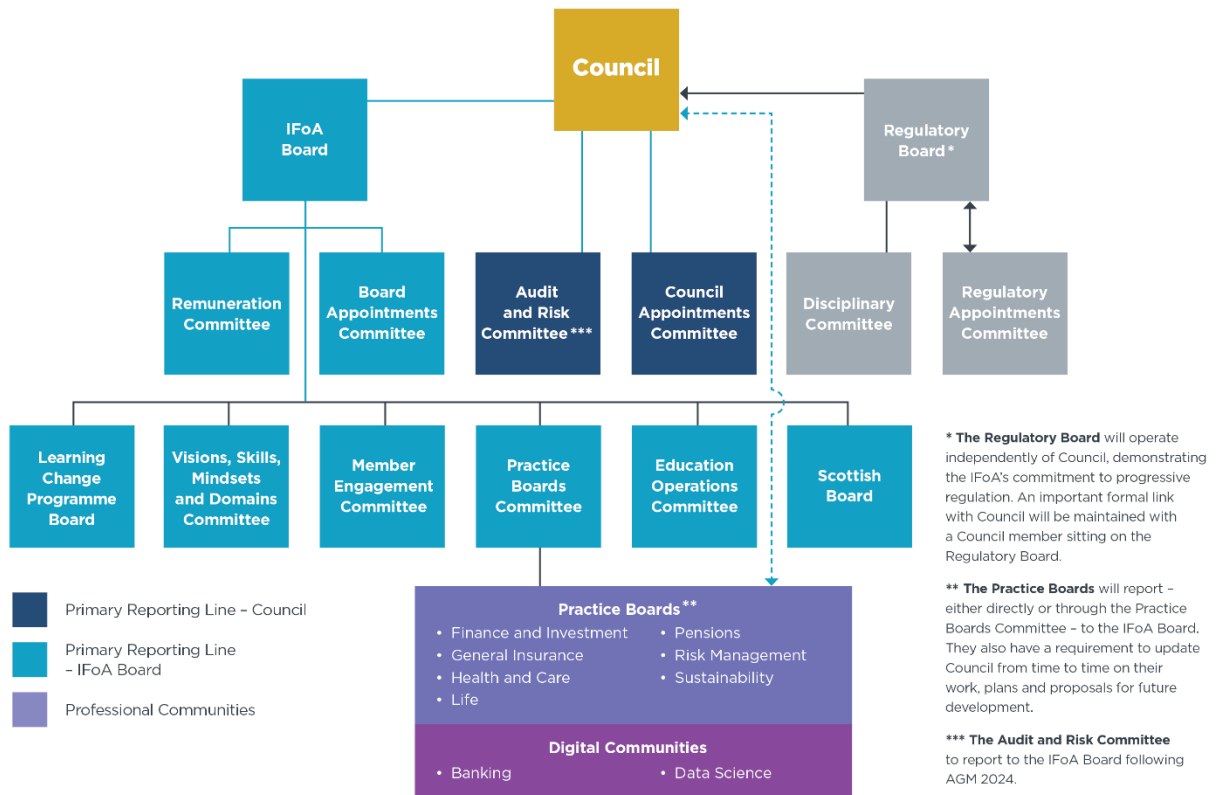 Council
IFoA
Board
Regulatory
Board*
Remuneration
Committee
Board
Appointments
Committee
Audit
and Risk
Committee***
Council
Appointments
Committee
Disciplinary
Committee
Regulatory
Appointments
Committee
Learning
Change
Programme
Board
Visions, Skills,
Mindsets
and Domains
Committee
Member
Engagement
Committee
Practice
Boards
Committee
Education
Operations
Committee
Scottish
Board
Primary Reporting Line – Council
Primary Reporting Line
– IFoA Board
Professional Communities
Practice Boards**
• Finance and Investment
• General Insurance
• Health and Care
• Life
• Pensions
• Risk Management
• Sustainability
Digital Communities
• Banking
• Data Science
* The Regulatory Board will operate
independently of Council, demonstrating
the IFoA's commitment to progressive
regulation. An important formal link
with Council will be maintained with
a Council member sitting on the
Regulatory Board.
** The Practice Boards will report –
either directly or through the Practice
Boards Committee – to the IFoA Board.
They also have a requirement to update
Council from time to time on their
work, plans and proposals for future
development.
*** The Audit and Risk Committee
to report to the IFoA Board following
AGM 2024.